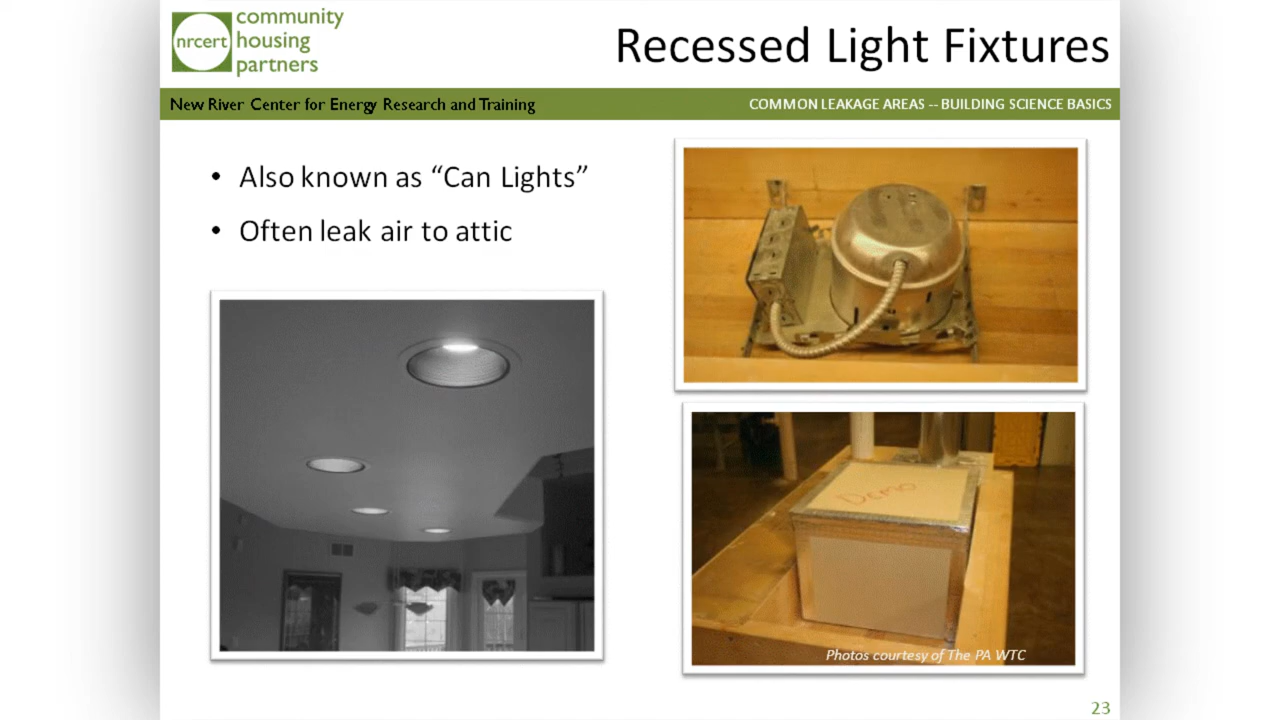 nrcert
community
housing
partners
Recessed Light Fixtures
New River Center for Energy Research and Training
COMMON LEAKAGE AREAS -- BUILDING SCIENCE BASICS
• Also known as “Can Lights”
• Often leak air to attic
Demo
Photos courtesy of The PA WTC
23